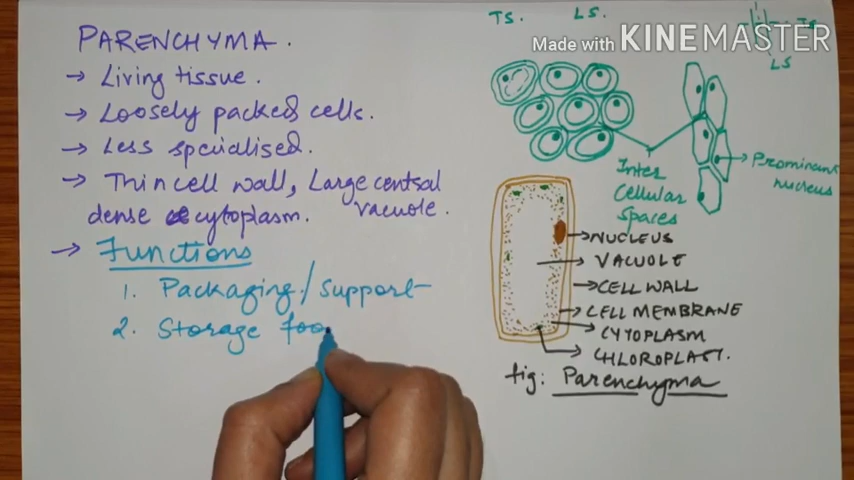 PARENCHYMA.
→ Living tissue.
→ Loosely packed cells.
→ Less specialised.
→ Thin cell wall, Large central
dense cytoplasm. Vacuole.
→ Functions
1. Packaging/Support
2. Storage foo
TS. LS.
TS
LS
Made with KINEMASTER
Inter
Cellular
Spaces
Prominent
nucleus
NUCLEUS
VACUOLE
CELL WALL
CELL MEMBRANE
CYTOPLASM
CHLOROPLAST.
fig: Parenchyma